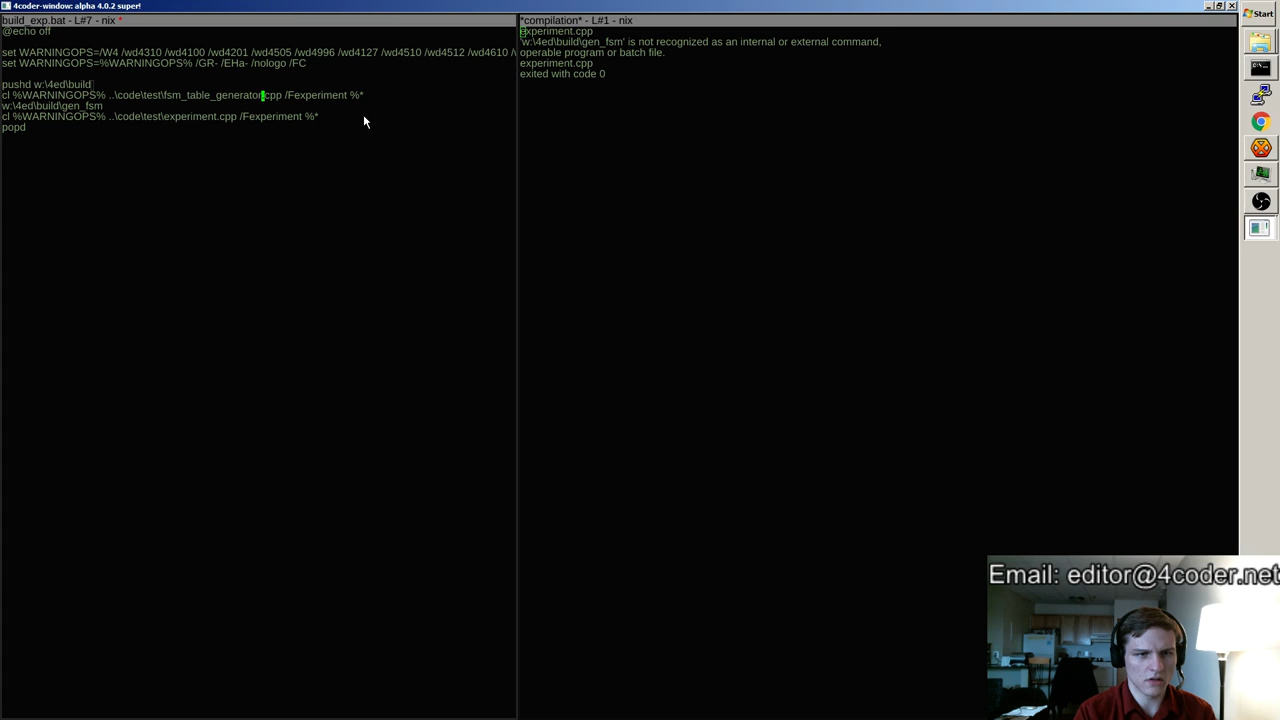 4coder-window: alpha 4.0.2 super!
build_exp.bat - L#7 - nix *
@echo off
set WARNINGOPS=/W4 /wd4310 /wd4100 /wd4201 /wd4505 /wd4996 /wd4127 /wd4510 /wd4512 /wd4610 /
set WARNINGOPS=%WARNINGOPS% /GR- /EHa- /nologo /FC
pushd w:\4ed\build
cl %WARNINGOPS% ..\code\test\fsm_table_generator.cpp /Fexperiment %*
w:\4ed\build\gen_fsm
cl %WARNINGOPS% ..\code\test\experiment.cpp /Fexperiment %*
popd
*compilation* - L#1 - nix
experiment.cpp
'w:\4ed\build\gen_fsm' is not recognized as an internal or external command,
operable program or batch file.
experiment.cpp
exited with code 0
Start
Email: editor@4coder.net